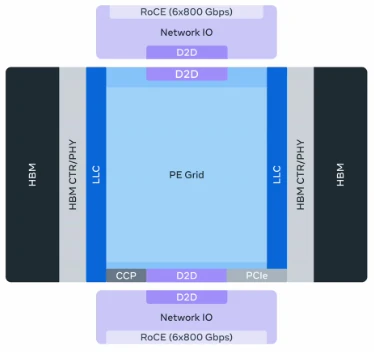 RoCE (6x800 Gbps)
Network IO
D2D
D2D
HBM
HBM CTR/PHY
LLC
PE Grid
LLC
HBM CTR/PHY
HBM
CCP
D2D
PCIe
D2D
Network IO
RoCE (6x800 Gbps)